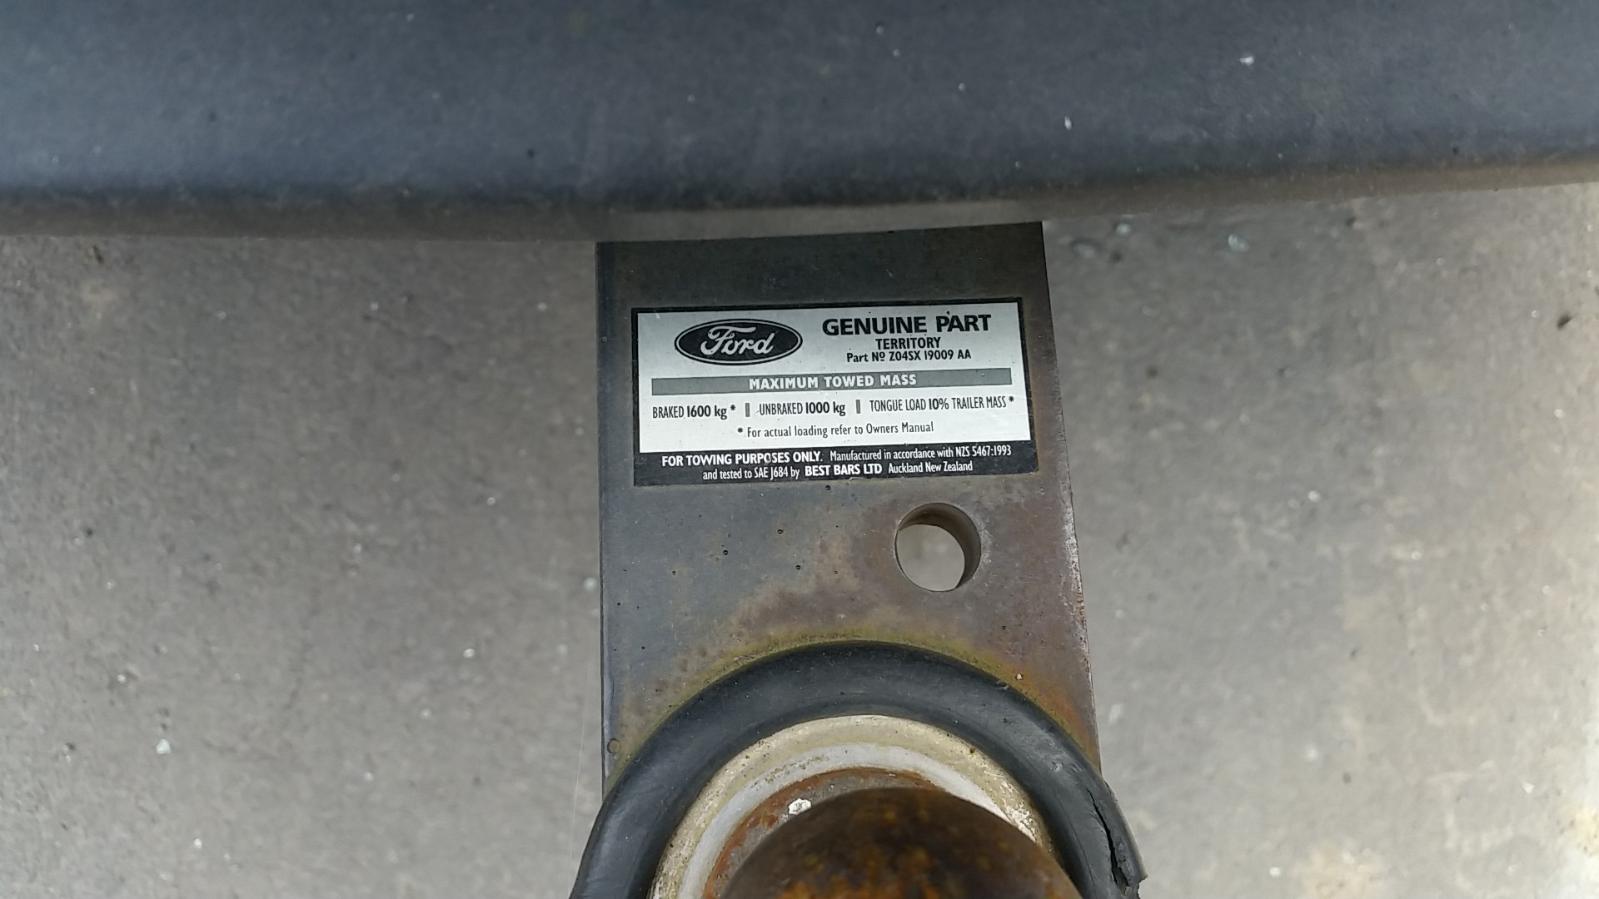 Ford
GENUINE PART
TERRITORY
Part Nº Z04SX 19009 AA
MAXIMUM TOWED MASS
BRAKED 1600 kg * | UNBRAKED 1000 kg | TONGUE LOAD 10% TRAILER MASS *
* For actual loading refer to Owners Manual
FOR TOWING PURPOSES ONLY. Manufactured in accordance with NZS 5467:1993
and tested to SAE J684 by BEST BARS LTD Auckland New Zealand